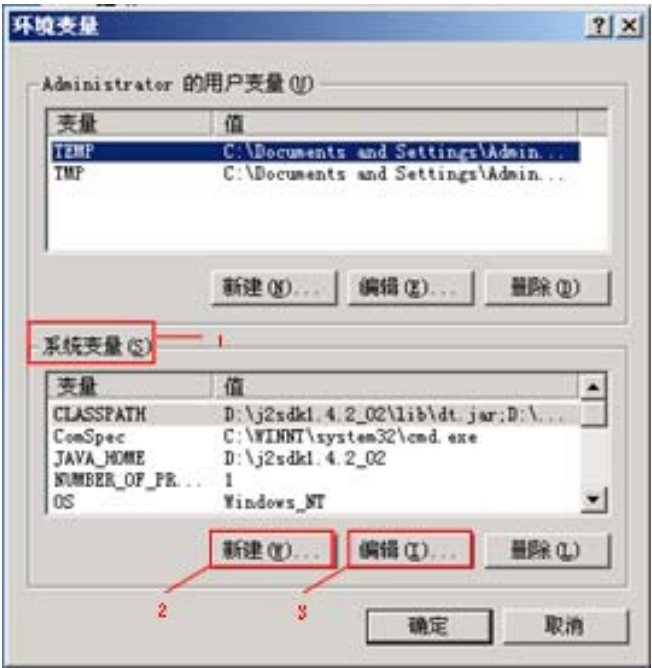 环境变量
Administrator 的用户变量(U)
变量 值
TEMP C:\Documents and Settings\Admin...
TMP C:\Documents and Settings\Admin...
新建(N)... 编辑(E)... 删除(D)
系统变量(S) 1
变量 值
CLASSPATH D:\j2sdk1.4.2_02\lib\dt.jar;D:\...
ComSpec C:\WINNT\system32\cmd.exe
JAVA_HOME D:\j2sdk1.4.2_02
NUMBER_OF_PR... 1
OS Windows_NT
新建(W)... 编辑(I)... 删除(L)
2 3
确定 取消